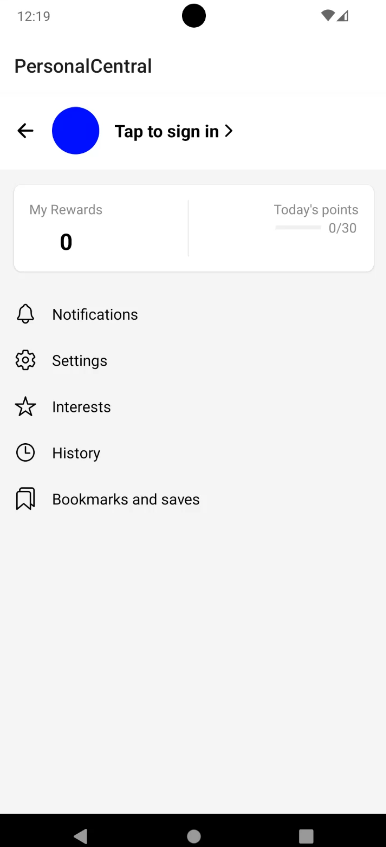 12:19
PersonalCentral
Tap to sign in
My Rewards
0
Today's points
0/30
Notifications
Settings
Interests
History
Bookmarks and saves